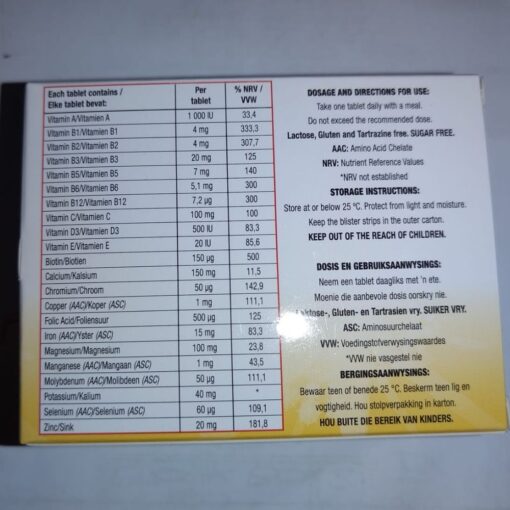 Each tablet contains / Per % NRV /
Elke tablet bevat: tablet VVW
Vitamin A/Vitamien A 1 000 IU 33,4
Vitamin B1/Vitamien B1 4 mg 333,3
Vitamin B2/Vitamien B2 4 mg 307,7
Vitamin B3/Vitamien B3 20 mg 125
Vitamin B5/Vitamien B5 7 mg 140
Vitamin B6/Vitamien B6 5,1 mg 300
Vitamin B12/Vitamien B12 7,2 µg 300
Vitamin C/Vitamien C 100 mg 100
Vitamin D3/Vitamien D3 500 IU 83,3
Vitamin E/Vitamien E 20 IU 85,6
Biotin/Biotien 150 µg 500
Calcium/Kalsium 150 mg 11,5
Chromium/Chroom 50 µg 142,9
Copper (AAC)/Koper (ASC) 1 mg 111,1
Folic Acid/Foliensuur 500 µg 125
Iron (AAC)/Yster (ASC) 15 mg 83,3
Magnesium/Magnesium 100 mg 23,8
Manganese (AAC)/Mangaan (ASC) 1 mg 43,5
Molybdenum (AAC)/Molibdeen (ASC) 50 µg 111,1
Potassium/Kalium 40 mg *
Selenium (AAC)/Selenium (ASC) 60 µg 109,1
Zinc/Sink 20 mg 181,8
DOSAGE AND DIRECTIONS FOR USE:
Take one tablet daily with a meal.
Do not exceed the recommended dose.
Lactose, Gluten and Tartrazine free. SUGAR FREE.
AAC: Amino Acid Chelate
NRV: Nutrient Reference Values
*NRV not established
STORAGE INSTRUCTIONS:
Store at or below 25 °C. Protect from light and moisture.
Keep the blister strips in the outer carton.
KEEP OUT OF THE REACH OF CHILDREN.
DOSIS EN GEBRUIKSAANWYSINGS:
Neem een tablet daagliks met 'n ete.
Moenie die aanbevole dosis oorskry nie.
Laktose-, Gluten- en Tartrasien vry. SUIKER VRY.
ASC: Aminosuurchelaat
VVW: Voedingstofverwysingswaardes
*VVW nie vasgestel nie
BERGINGSAANWYSINGS:
Bewaar teen of benede 25 °C. Beskerm teen lig en
vogtigheid. Hou stolpverpakking in karton.
HOU BUITE DIE BEREIK VAN KINDERS.